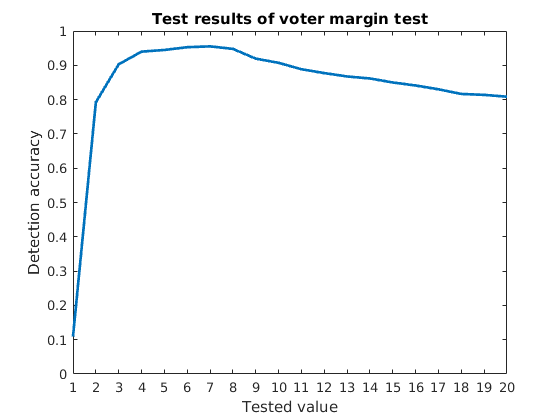 Test results of voter margin test
Detection accuracy
1
0.9
0.8
0.7
0.6
0.5
0.4
0.3
0.2
0.1
0
1 2 3 4 5 6 7 8 9 10 11 12 13 14 15 16 17 18 19 20
Tested value